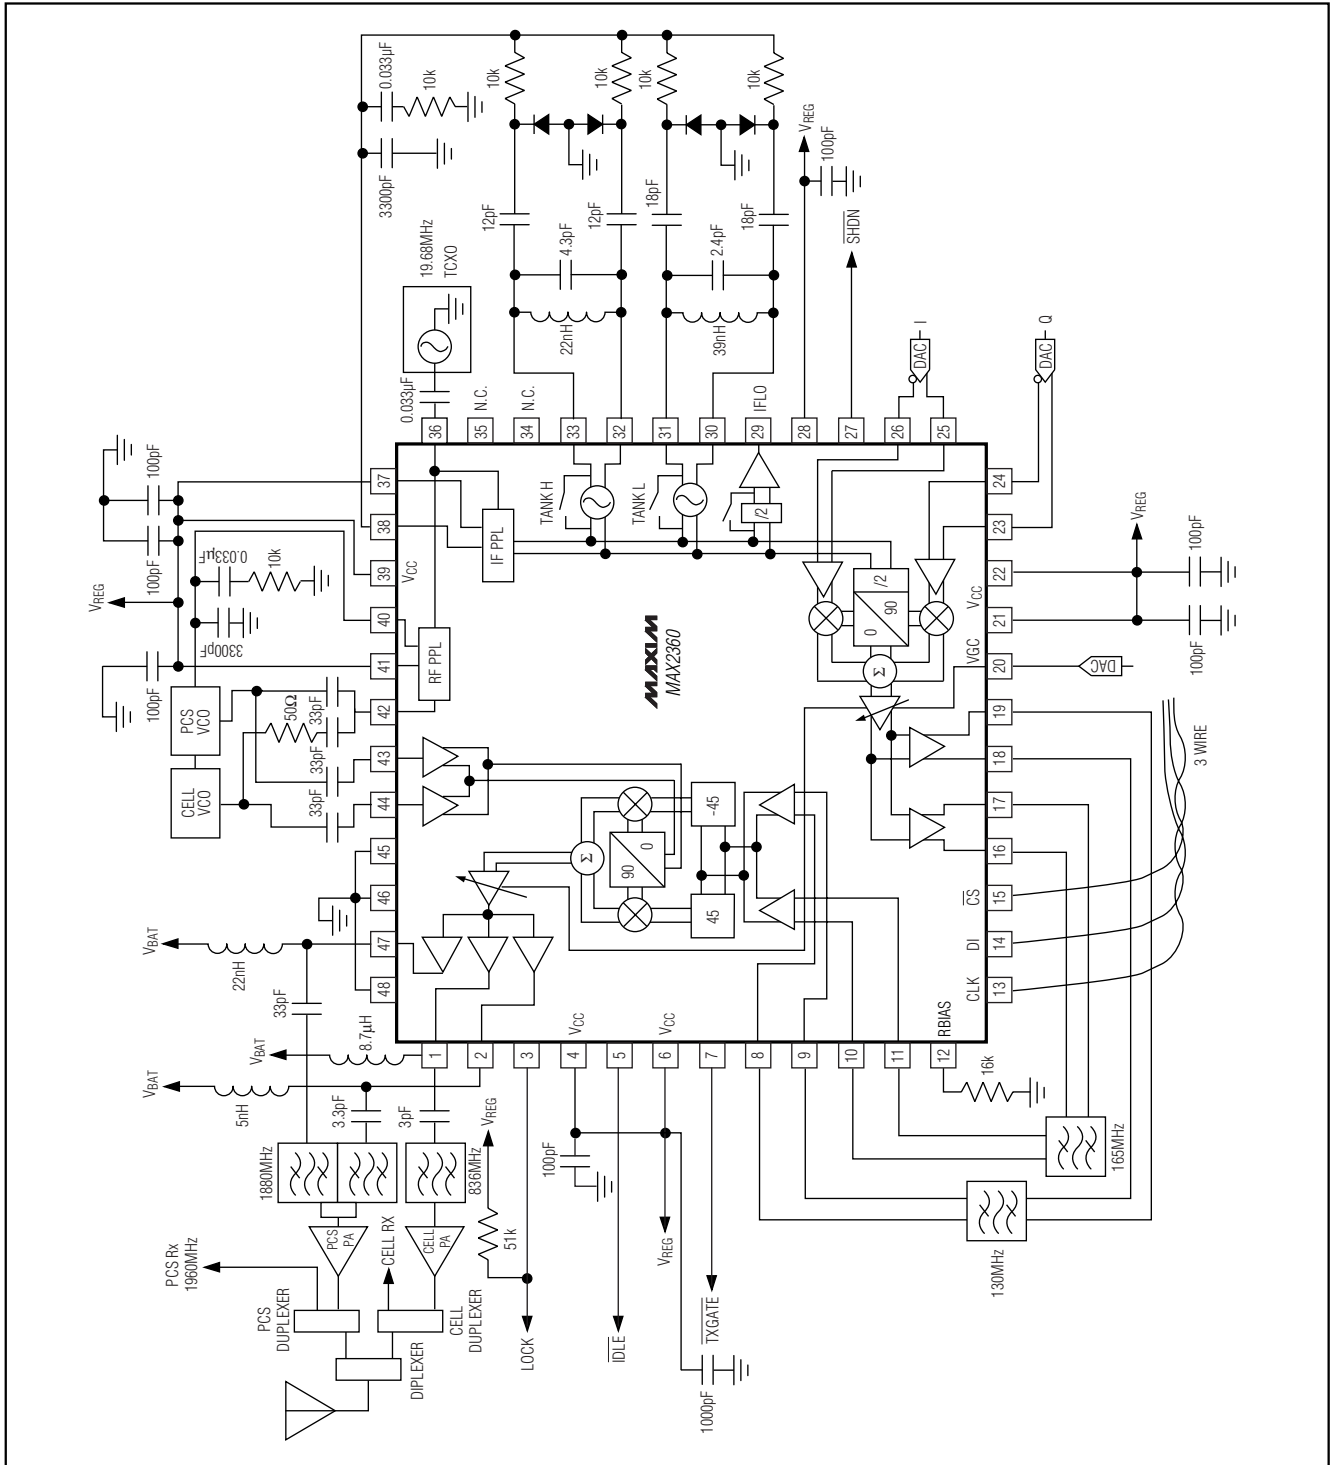 0.033µF
10k
3300pF
19.68MHz
TCXO
0.033µF
10k
10k
10k
10k
12pF
12pF
18pF
18pF
4.3pF
2.4pF
22nH
39nH
VREG
100pF
SHDN
DAC
I
DAC
Q
N.C.
N.C.
IFLO
36
35
34
33
32
31
30
29
28
27
26
25
100pF
100pF
VREG
0.033µF
10k
3300pF
100pF
PCS
VCO
CELL
VCO
50Ω
33pF
33pF
33pF
37
38
39
40
41
42
43
44
45
46
47
48
VCC
IF PPL
RF PPL
TANK H
TANK L
/2
/2
0
90
Σ
MAXIM
MAX2360
VGC
VCC
24
23
22
21
20
19
18
17
16
15
14
13
VREG
100pF
100pF
DAC
3 WIRE
CS
DI
CLK
-45
45
90
0
Σ
VBAT
22nH
33pF
VBAT
8.7µH
VBAT
5nH
3.3pF
3pF
1
2
3
4
5
6
7
8
9
10
11
12
VCC
VCC
RBIAS
16k
1880MHz
836MHz
PCS
PA
CELL
PA
CELL RX
PCS Rx
1960MHz
PCS
DUPLEXER
CELL
DUPLEXER
DIPLEXER
VREG
51k
LOCK
100pF
IDLE
VREG
TXGATE
1000pF
165MHz
130MHz